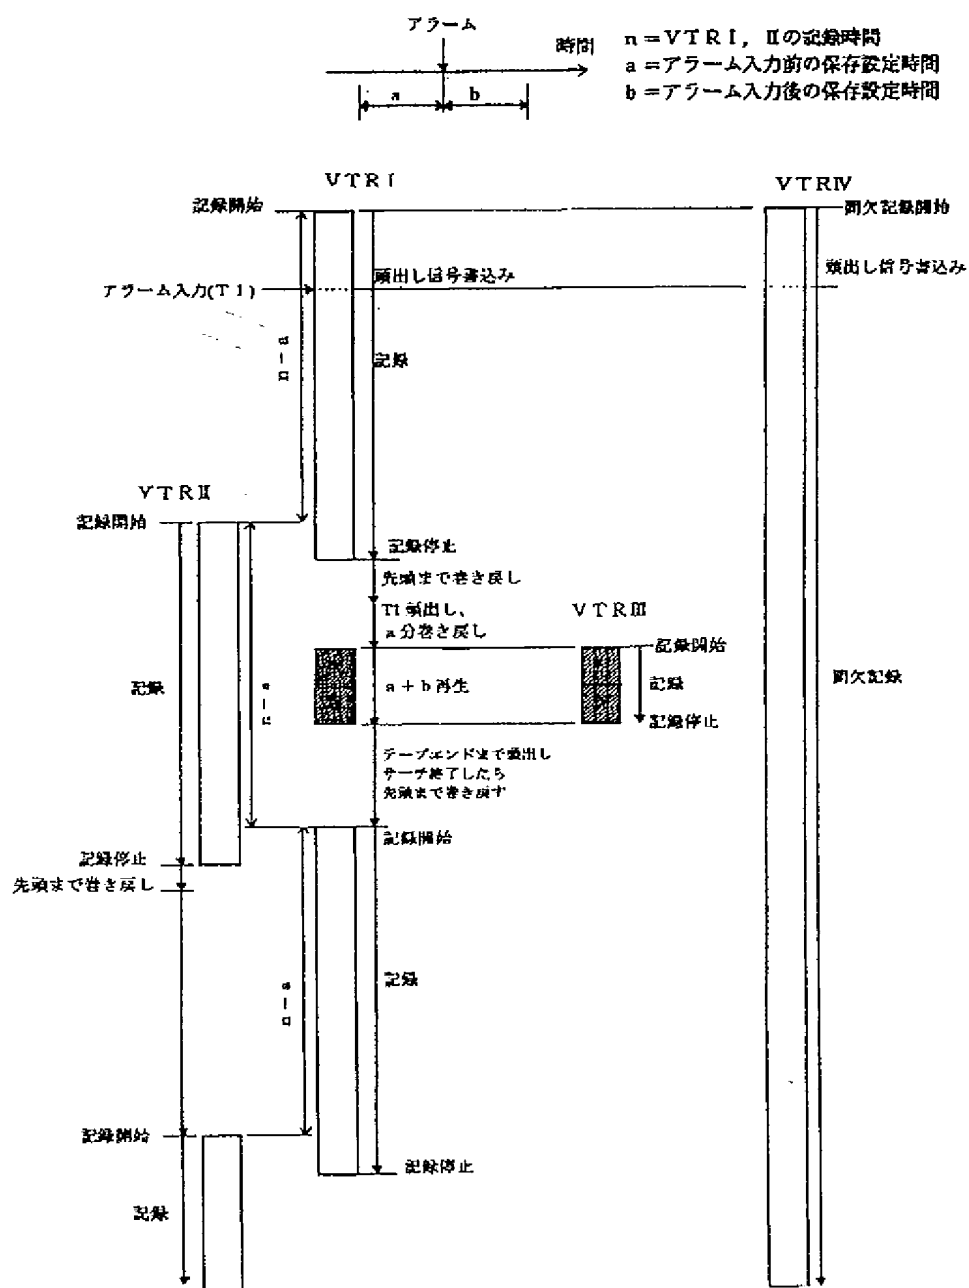 アラーム
時間
a
b
n=VTRI, Ⅱの記録時間
a=アラーム入力前の保存設定時間
b=アラーム入力後の保存設定時間
VTRⅠ
VTRⅣ
記録開始
間欠記録開始
頭出し信号書込み
頭出し信号書込み
アラーム入力(T1)
n-a
記録
VTRⅡ
記録開始
記録停止
先頭まで巻き戻し
T1頭出し、
a分巻き戻し
VTRⅢ
記録開始
記録
n-a
a+b再生
記録
記録停止
間欠記録
テープエンドまで頭出し
サーチ終了したら
先頭まで巻き戻す
記録開始
記録停止
先頭まで巻き戻し
n-a
記録
記録開始
記録停止
記録